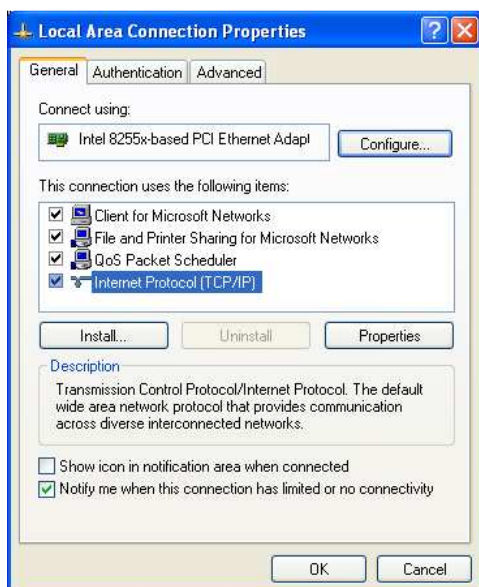 Local Area Connection Properties
General Authentication Advanced
Connect using:
Intel 8255x-based PCI Ethernet Adapt Configure...
This connection uses the following items:
Client for Microsoft Networks
File and Printer Sharing for Microsoft Networks
QoS Packet Scheduler
Internet Protocol (TCP/IP)
Install... Uninstall Properties
Description
Transmission Control Protocol/Internet Protocol. The default
wide area network protocol that provides communication
across diverse interconnected networks.
Show icon in notification area when connected
Notify me when this connection has limited or no connectivity
OK Cancel